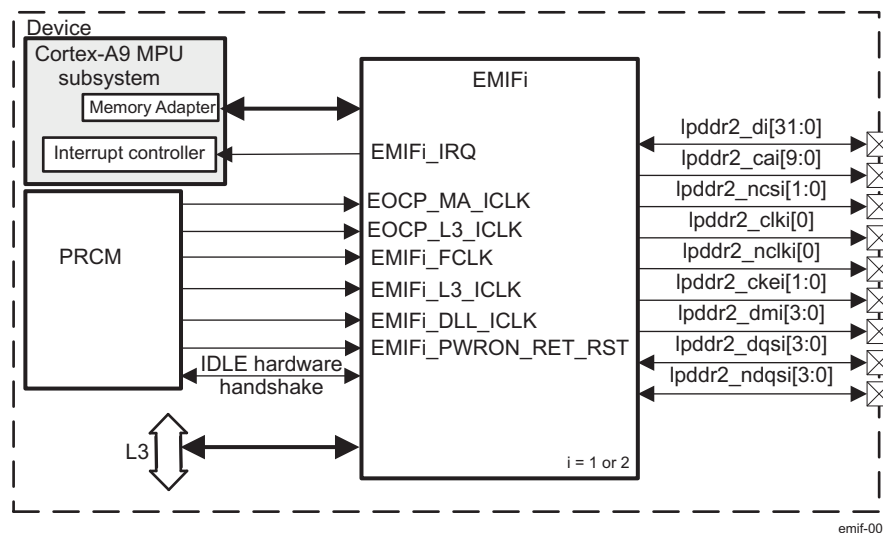 Device
Cortex-A9 MPU
subsystem
Memory Adapter
Interrupt controller
PRCM
IDLE hardware
handshake
L3
EMIFi
EMIFi_IRQ
EOCP_MA_ICLK
EOCP_L3_ICLK
EMIFi_FCLK
EMIFi_L3_ICLK
EMIFi_DLL_ICLK
EMIFi_PWRON_RET_RST
i = 1 or 2
lpddr2_di[31:0]
lpddr2_cai[9:0]
lpddr2_ncsi[1:0]
lpddr2_clki[0]
lpddr2_nclki[0]
lpddr2_ckei[1:0]
lpddr2_dmi[3:0]
lpddr2_dqsi[3:0]
lpddr2_ndqsi[3:0]
emif-00